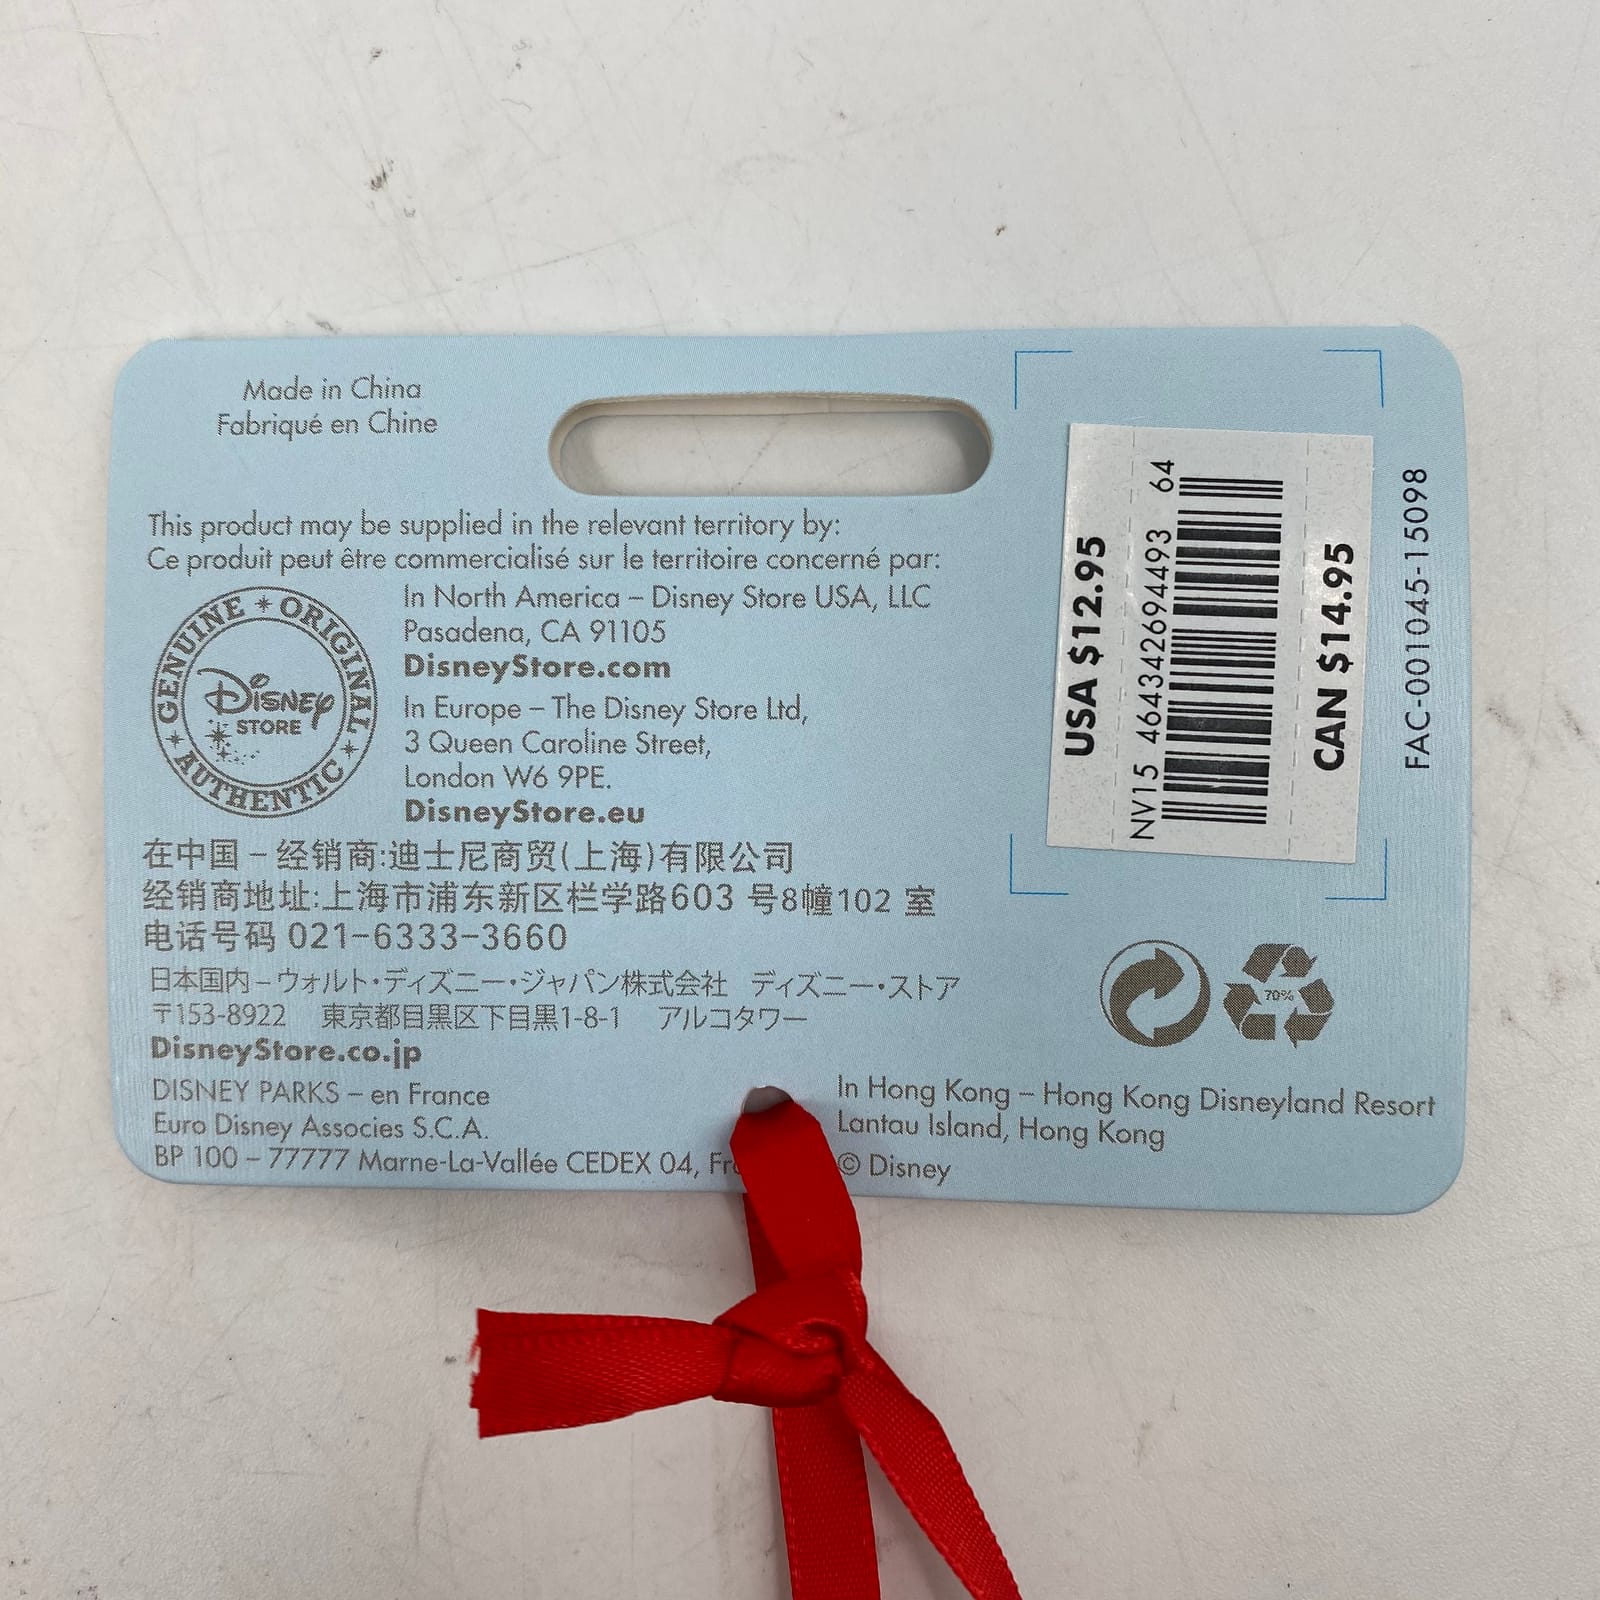 Made in China
Fabriqué en Chine
This product may be supplied in the relevant territory by:
Ce produit peut être commercialisé sur le territoire concerné par:
GENUINE ORIGINAL AUTHENTIC
Disney
STORE
In North America – Disney Store USA, LLC
Pasadena, CA 91105
DisneyStore.com
In Europe – The Disney Store Ltd,
3 Queen Caroline Street,
London W6 9PE.
DisneyStore.eu
在中国－经销商:迪士尼商贸(上海)有限公司
经销商地址:上海市浦东新区栏学路603 号8幢102 室
电话号码 021-6333-3660
日本国内－ウォルト・ディズニー・ジャパン株式会社　ディズニー・ストア
〒153-8922　東京都目黒区下目黒1-8-1　アルコタワー
DisneyStore.co.jp
DISNEY PARKS – en France
Euro Disney Associes S.C.A.
BP 100 – 77777 Marne-La-Vallée CEDEX 04, Fr
In Hong Kong – Hong Kong Disneyland Resort
Lantau Island, Hong Kong
© Disney
USA $12.95
NV15 464342694493 64
CAN $14.95
FAC-001045-15098
70%